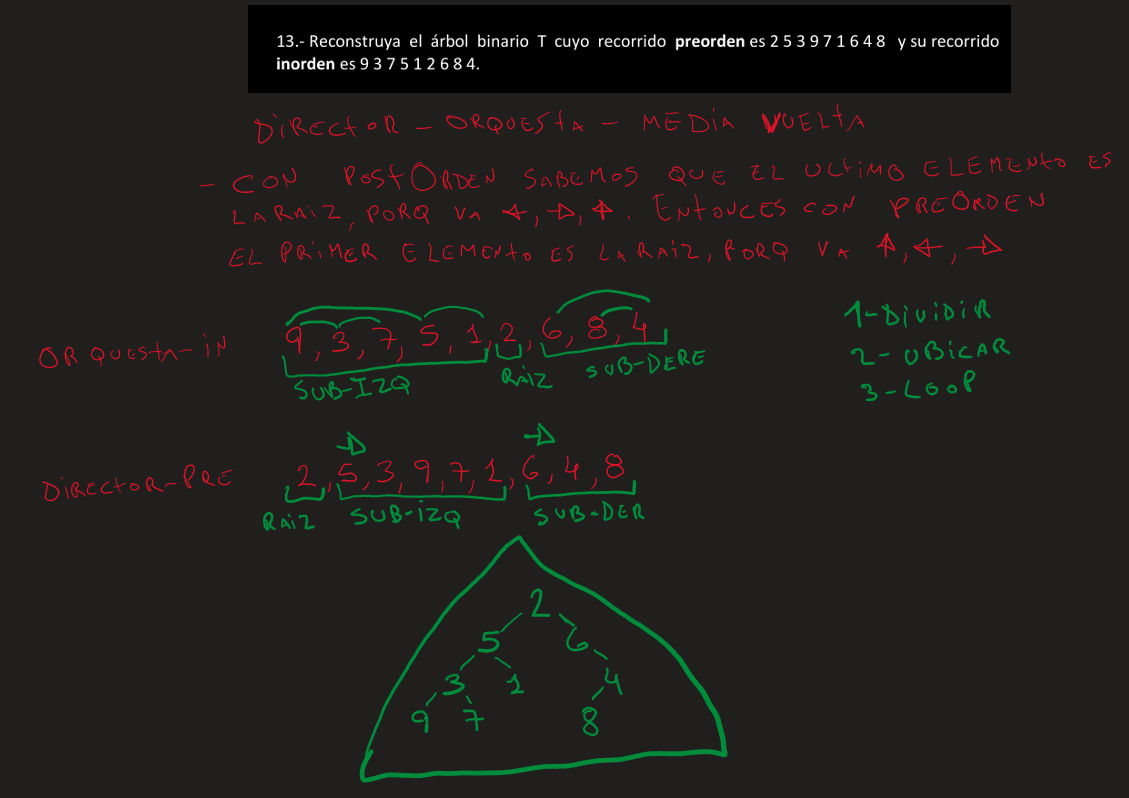 13.- Reconstruya el árbol binario T cuyo recorrido preorden es 2 5 3 9 7 1 6 4 8 y su recorrido
inorden es 9 3 7 5 1 2 6 8 4.
DIRECTOR - ORQUESTA - MEDIA VUELTA
- CON POSTORDEN SABEMOS QUE EL ULTIMO ELEMENTO ES
LA RAIZ, PORQ VA ←, →, ↑. ENTONCES CON PREORDEN
EL PRIMER ELEMENTO ES LA RAIZ, PORQ VA ↑, ←, →
1-DIVIDIR
ORQUESTA-IN 9, 3, 7, 5, 1, 2, 6, 8, 4
2-UBICAR
SUB-IZQ RAIZ SUB-DERE
3-LOOP
→ →
DIRECTOR-PRE 2, 5, 3, 9, 7, 1, 6, 4, 8
RAIZ SUB-IZQ SUB-DER
2
5 6
3 1 4
9 7 8